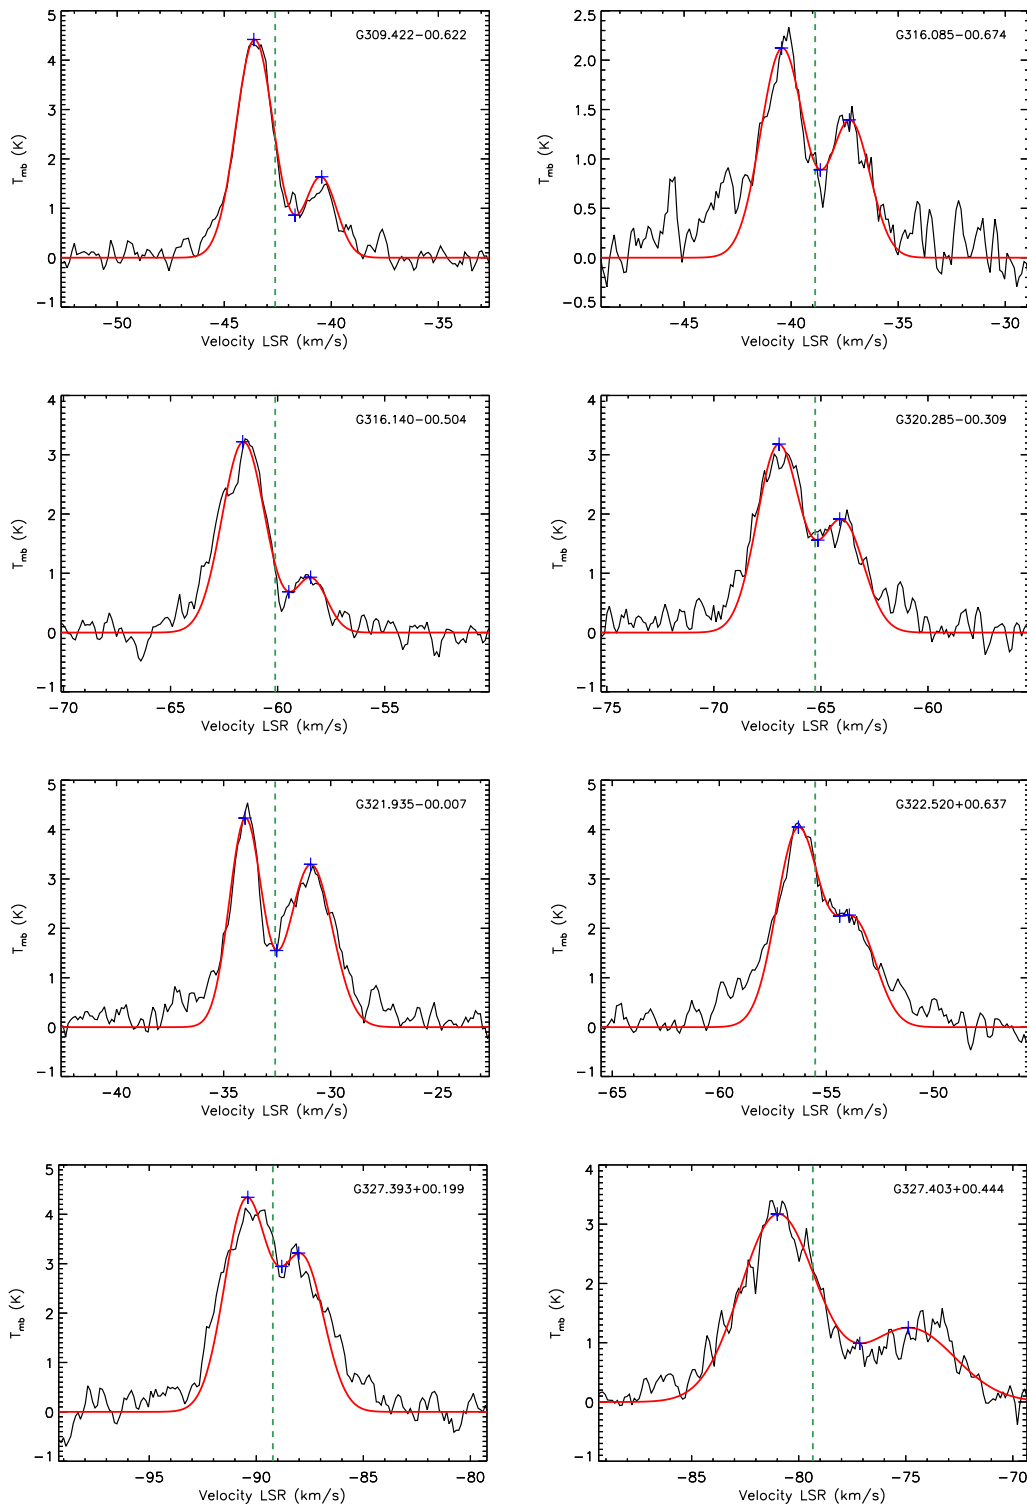 G309.422−00.622
T_mb (K)
5
4
3
2
1
0
−1
−50 −45 −40 −35
Velocity LSR (km/s)
G316.085−00.674
T_mb (K)
2.5
2.0
1.5
1.0
0.5
0.0
−0.5
−45 −40 −35 −30
Velocity LSR (km/s)
G316.140−00.504
T_mb (K)
4
3
2
1
0
−1
−70 −65 −60 −55
Velocity LSR (km/s)
G320.285−00.309
T_mb (K)
4
3
2
1
0
−1
−75 −70 −65 −60
Velocity LSR (km/s)
G321.935−00.007
T_mb (K)
5
4
3
2
1
0
−1
−40 −35 −30 −25
Velocity LSR (km/s)
G322.520+00.637
T_mb (K)
5
4
3
2
1
0
−1
−65 −60 −55 −50
Velocity LSR (km/s)
G327.393+00.199
T_mb (K)
5
4
3
2
1
0
−1
−95 −90 −85 −80
Velocity LSR (km/s)
G327.403+00.444
T_mb (K)
4
3
2
1
0
−1
−85 −80 −75 −70
Velocity LSR (km/s)